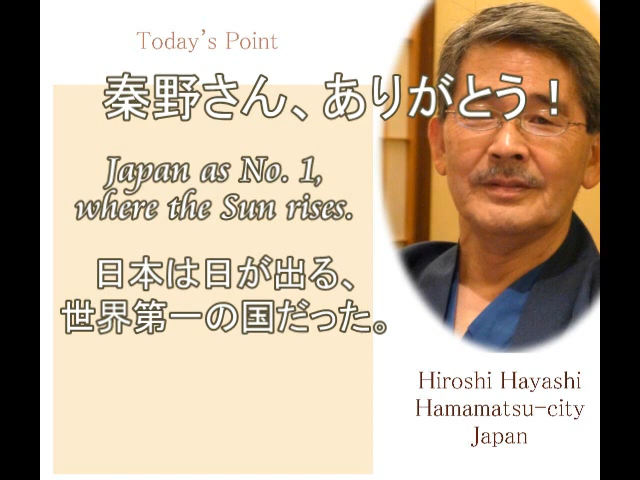 Today's Point
秦野さん、ありがとう！
Japan as No. 1,
where the Sun rises.
日本は日が出る、
世界第一の国だった。
Hiroshi Hayashi
Hamamatsu-city
Japan